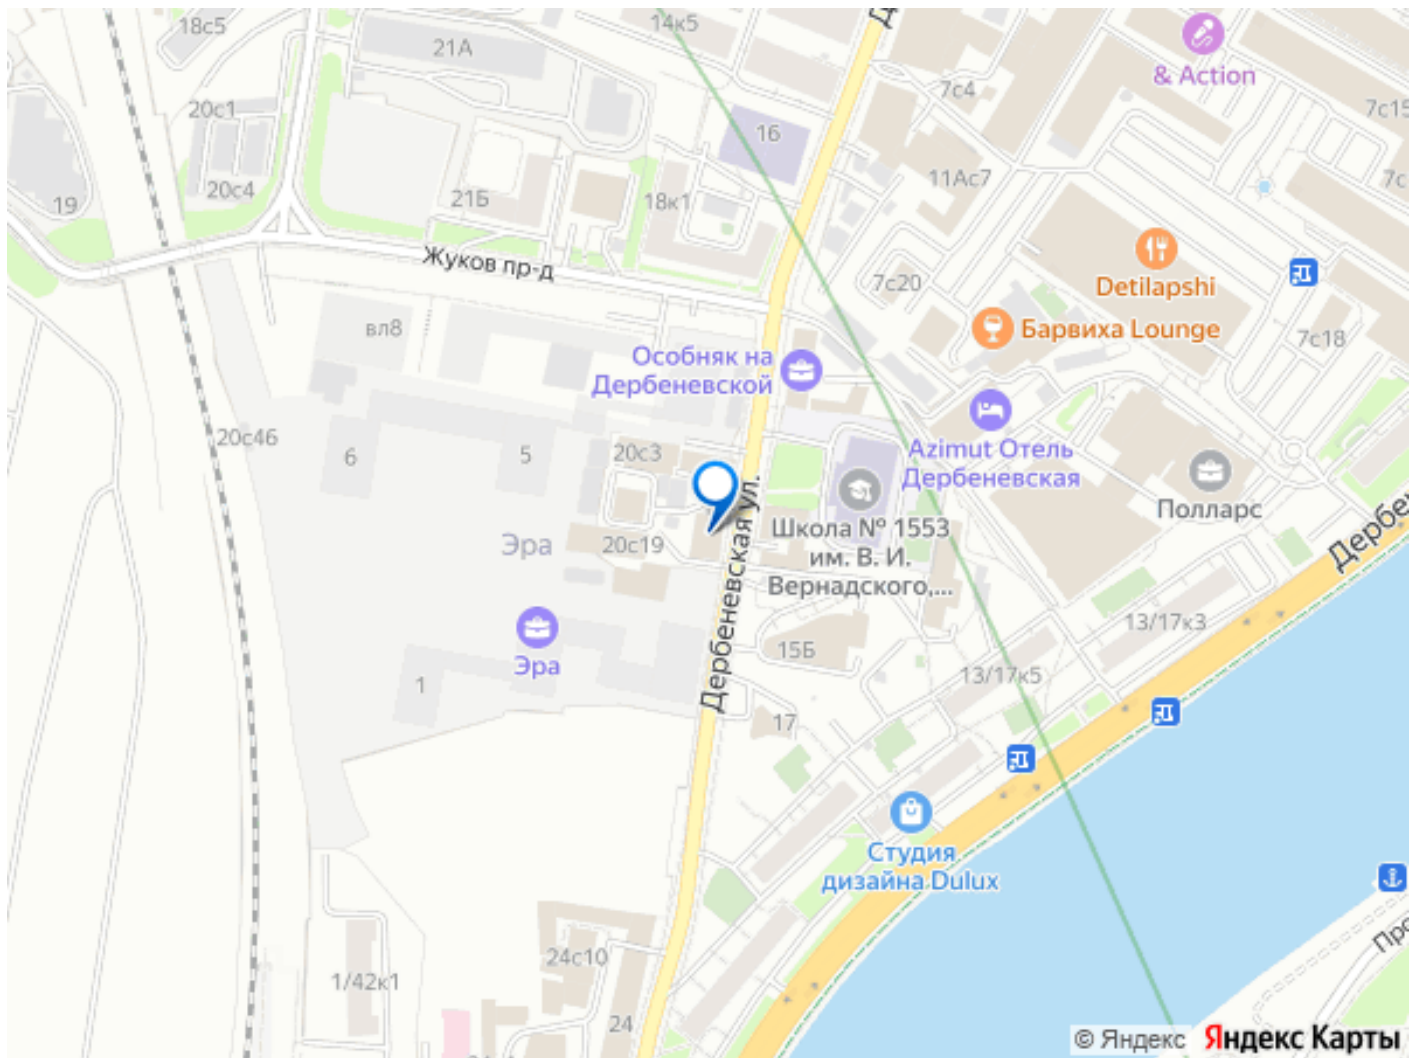 18с5
14к5
21А
& Action
7с4
7с15
20с1
16
11Ас7
7с
20с4
21Б
18к1
19
Жуков пр-д
7с20
Detilapshi
вл8
Барвиха Lounge
7с18
Особняк на
Дербеневской
20с46
6
5
20с3
Azimut Отель
Дербеневская
Полларс
Эра
20с19
Школа № 1553
им. В. И.
Вернадского,...
Дербеневская ул.
Дербен
Эра
15Б
13/17к3
1
13/17к5
17
Студия
дизайна Dulux
24с10
1/42к1
24
Про
© Яндекс Яндекс Карты